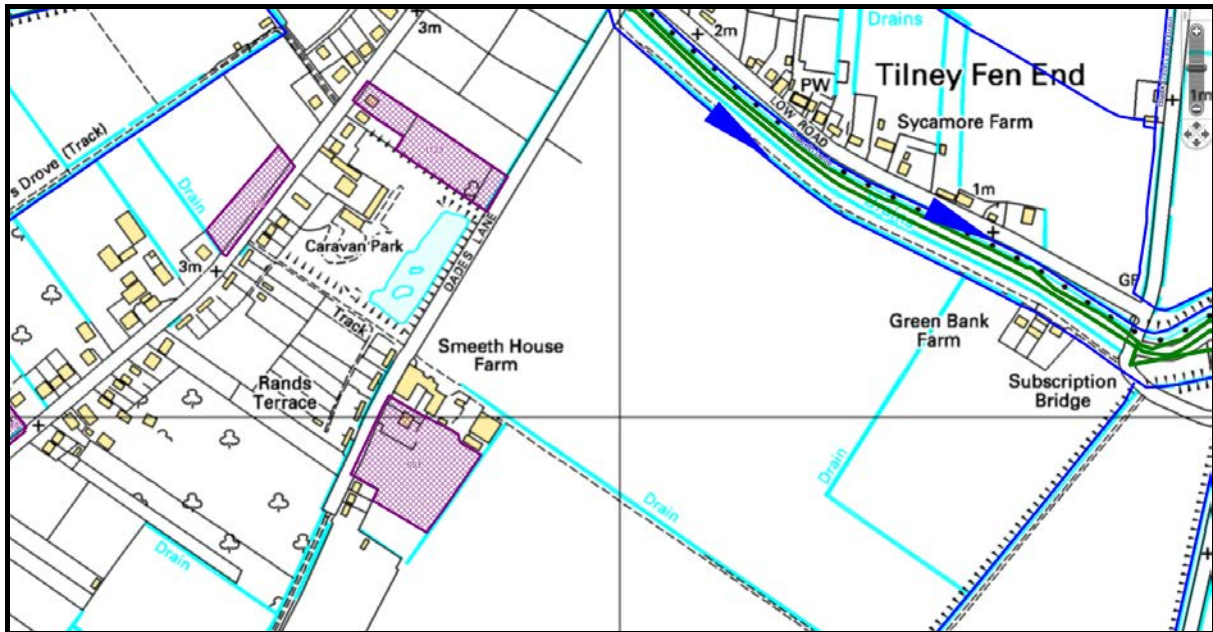 3m
2m
Drains
1m
Tilney Fen End
PW
LOW ROAD
Sycamore Farm
s Drove (Track)
Drain
1m
3m
Caravan Park
DADES LANE
Track
Smeeth House
Farm
Green Bank
Farm
Subscription
Bridge
Rands
Terrace
Drain
Drain
Drain